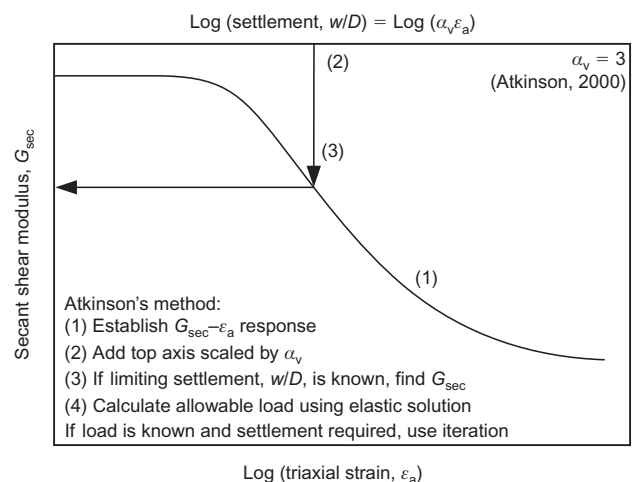 Log (settlement, w/D) = Log (αᵥεₐ)
(2)
αᵥ = 3
(Atkinson, 2000)
(3)
Secant shear modulus, Gsec
(1)
Atkinson's method:
(1) Establish Gsec–εₐ response
(2) Add top axis scaled by αᵥ
(3) If limiting settlement, w/D, is known, find Gsec
(4) Calculate allowable load using elastic solution
If load is known and settlement required, use iteration
Log (triaxial strain, εₐ)